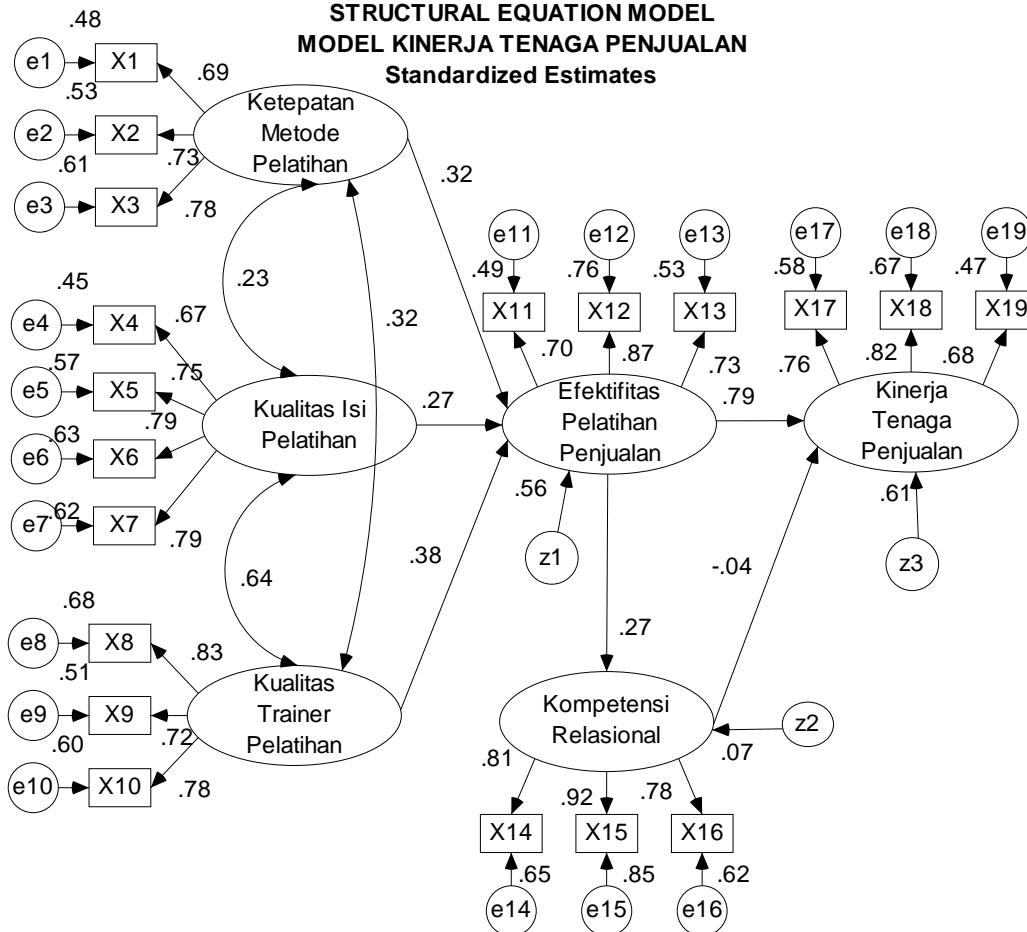 STRUCTURAL EQUATION MODEL
MODEL KINERJA TENAGA PENJUALAN
Standardized Estimates
.48
e1
X1
.69
.53
e2
X2
.73
.61
e3
X3
.78
Ketepatan
Metode
Pelatihan
.32
.23
.32
.45
e4
X4
.67
.57
e5
X5
.75
.63
e6
X6
.79
.62
e7
X7
.79
Kualitas Isi
Pelatihan
.27
.64
.38
.68
e8
X8
.83
.51
e9
X9
.72
.60
e10
X10
.78
Kualitas
Trainer
Pelatihan
e11
e12
e13
.49
.76
.53
X11
X12
X13
.70
.87
.73
Efektifitas
Pelatihan
Penjualan
.56
z1
.79
.27
e17
e18
e19
.58
.67
.47
X17
X18
X19
.76
.82
.68
Kinerja
Tenaga
Penjualan
.61
z3
-.04
Kompetensi
Relasional
.07
z2
.81
.92
.78
X14
X15
X16
.65
.85
.62
e14
e15
e16